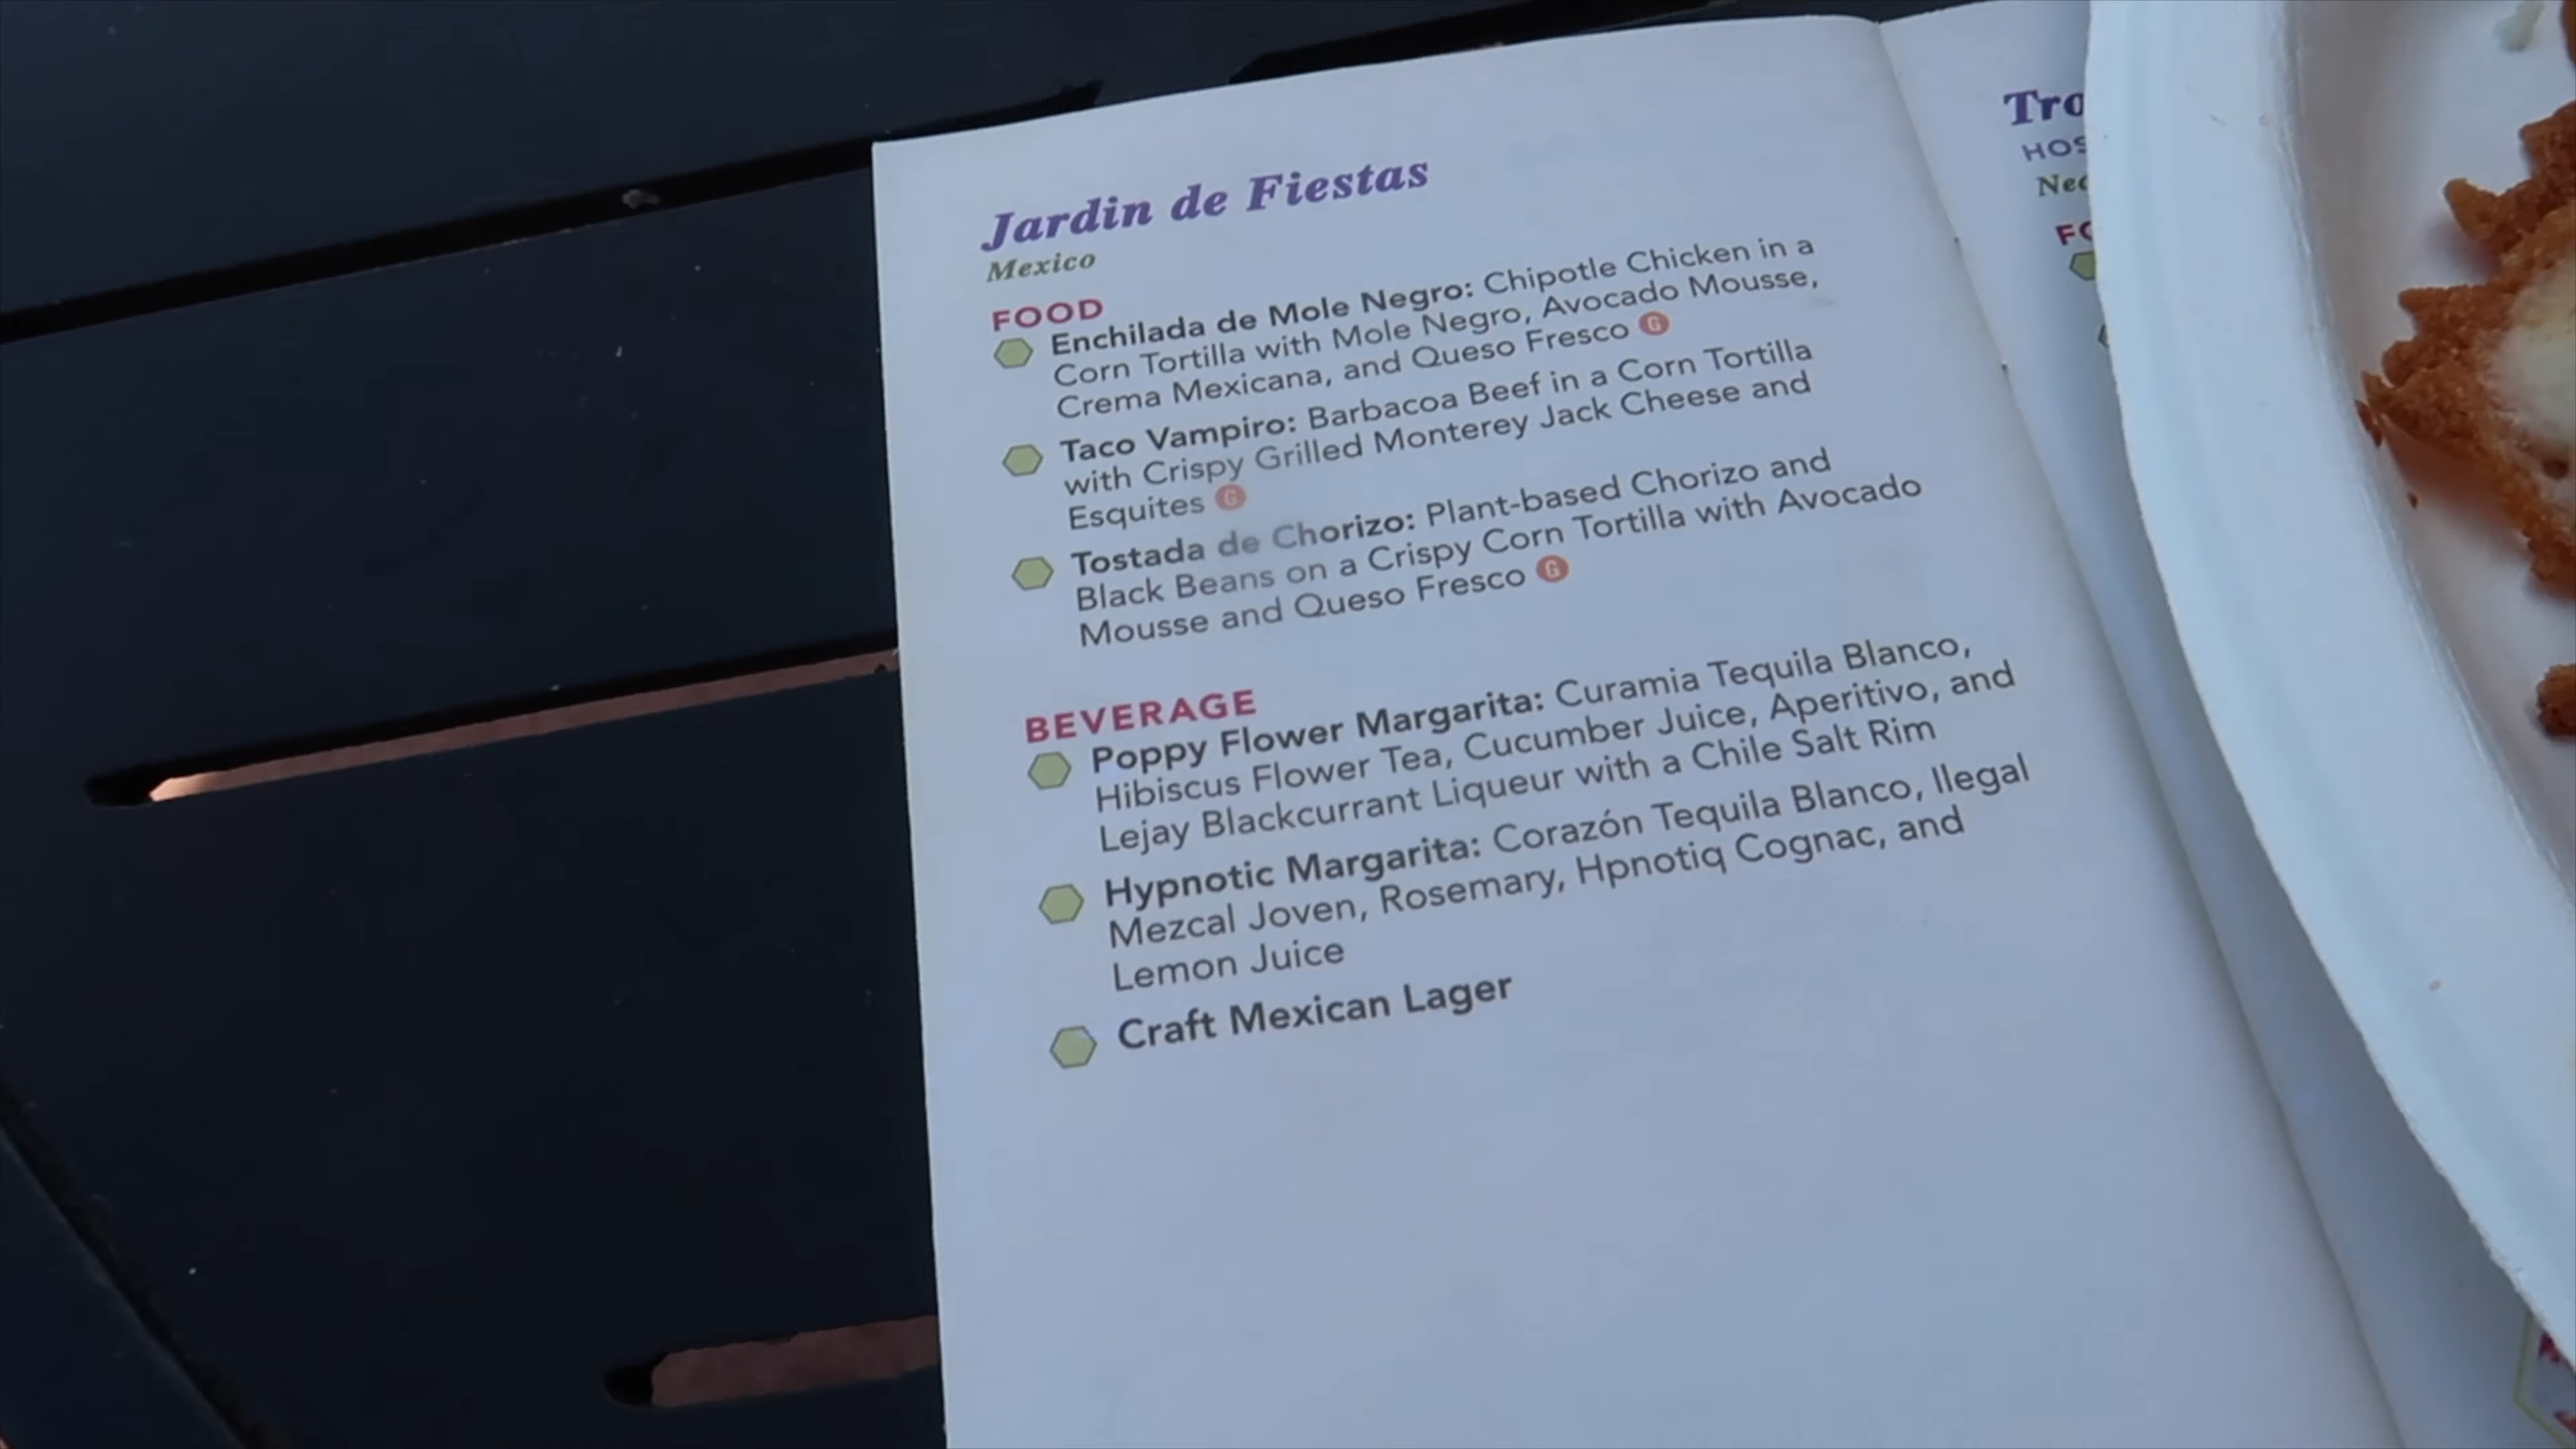 Jardin de Fiestas
Mexico
FOOD
Enchilada de Mole Negro: Chipotle Chicken in a
Corn Tortilla with Mole Negro, Avocado Mousse,
Crema Mexicana, and Queso Fresco G
Taco Vampiro: Barbacoa Beef in a Corn Tortilla
with Crispy Grilled Monterey Jack Cheese and
Esquites G
Tostada de Chorizo: Plant-based Chorizo and
Black Beans on a Crispy Corn Tortilla with Avocado
Mousse and Queso Fresco G
BEVERAGE
Poppy Flower Margarita: Curamia Tequila Blanco,
Hibiscus Flower Tea, Cucumber Juice, Aperitivo, and
Lejay Blackcurrant Liqueur with a Chile Salt Rim
Hypnotic Margarita: Corazón Tequila Blanco, Ilegal
Mezcal Joven, Rosemary, Hpnotiq Cognac, and
Lemon Juice
Craft Mexican Lager